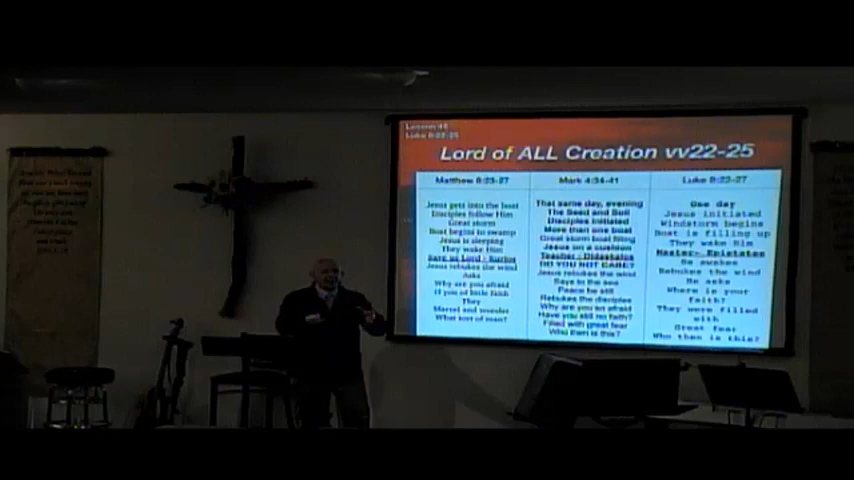 Lesson 48
Luke 8:22-25
Lord of ALL Creation vv22-25
Matthew 8:23-27
Jesus gets into the boat
Disciples follow Him
Great storm
Boat begins to swamp
Jesus is sleeping
They wake Him
Save us Lord - Kurios
Jesus rebukes the wind
Asks
Why are you afraid
O you of little faith
They
Marvel and wonder
What sort of man?
Mark 4:34-41
That same day, evening
The Seed and Soil
Disciples initiated
More than one boat
Great storm boat filling
Jesus on a cushion
Teacher - Didaskalos
DO YOU NOT CARE?
Jesus rebukes the wind
Says to the sea
Peace be still
Rebukes the disciples
Why are you so afraid
Have you still no faith?
Filled with great fear
Who then is this?
Luke 8:22-27
One day
Jesus initiated
Windstorm begins
Boat is filling up
They wake Him
Master- Epistates
He awakes
Rebukes the wind
He asks
Where is your
faith?
They were filled
with
Great fear
Who then is this?